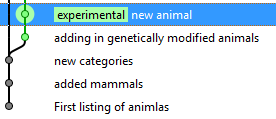 experimental new animal
adding in genetically modified animals
new categories
added mammals
First listing of animlas